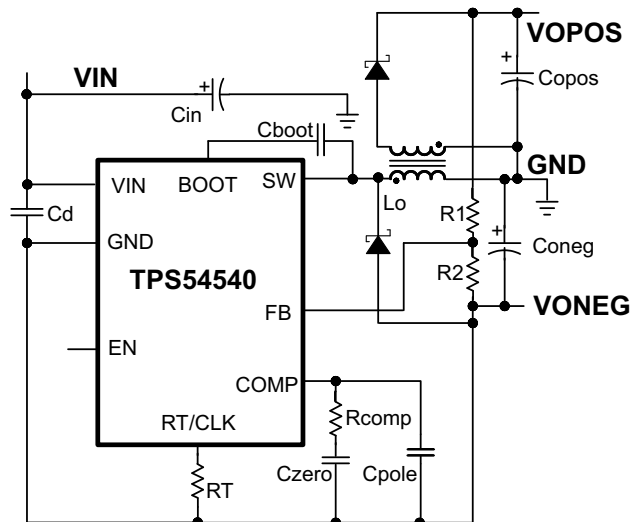 VOPOS
VIN
+
Cin
+
Copos
Cboot
GND
VIN
BOOT
SW
Lo
Cd
GND
R1
+
Coneg
TPS54540
R2
FB
VONEG
EN
COMP
RT/CLK
Rcomp
Czero
Cpole
RT